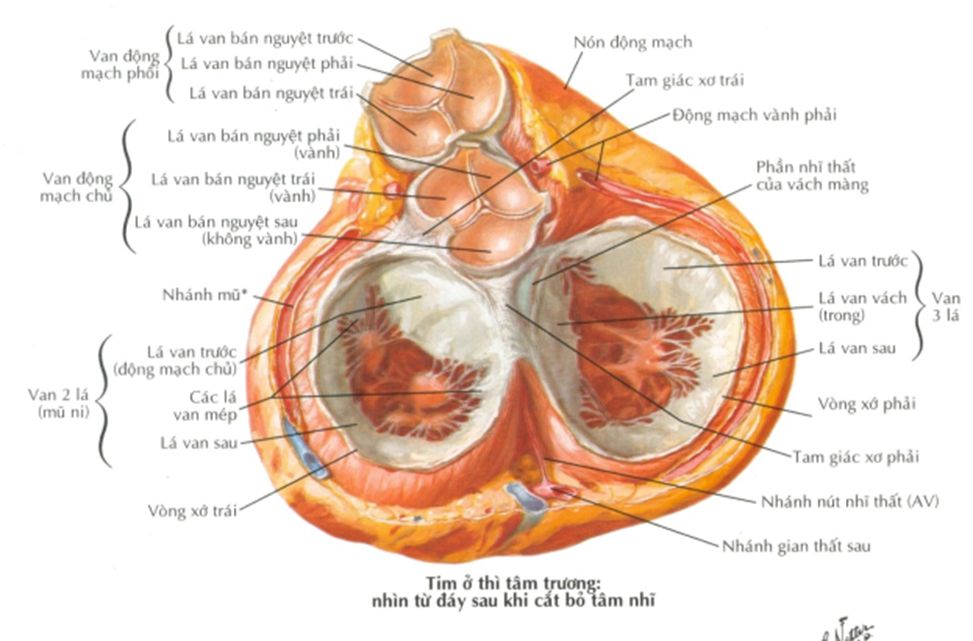 Van động
mạch phổi
Lá van bán nguyệt trước
Lá van bán nguyệt phải
Lá van bán nguyệt trái
Van động
mạch chủ
Lá van bán nguyệt phải
(vành)
Lá van bán nguyệt trái
(vành)
Lá van bán nguyệt sau
(không vành)
Nhánh mũ*
Van 2 lá
(mũ ni)
Lá van trước
(động mạch chủ)
Các lá
van mép
Lá van sau
Vòng xớ trái
Nón động mạch
Tam giác xơ trái
Động mạch vành phải
Phần nhĩ thất
của vách màng
Lá van trước
Lá van vách
(trong)
Lá van sau
Van
3 lá
Vòng xớ phải
Tam giác xơ phải
Nhánh nút nhĩ thất (AV)
Nhánh gian thất sau
Tim ở thì tâm trương:
nhìn từ đáy sau khi cắt bỏ tâm nhĩ